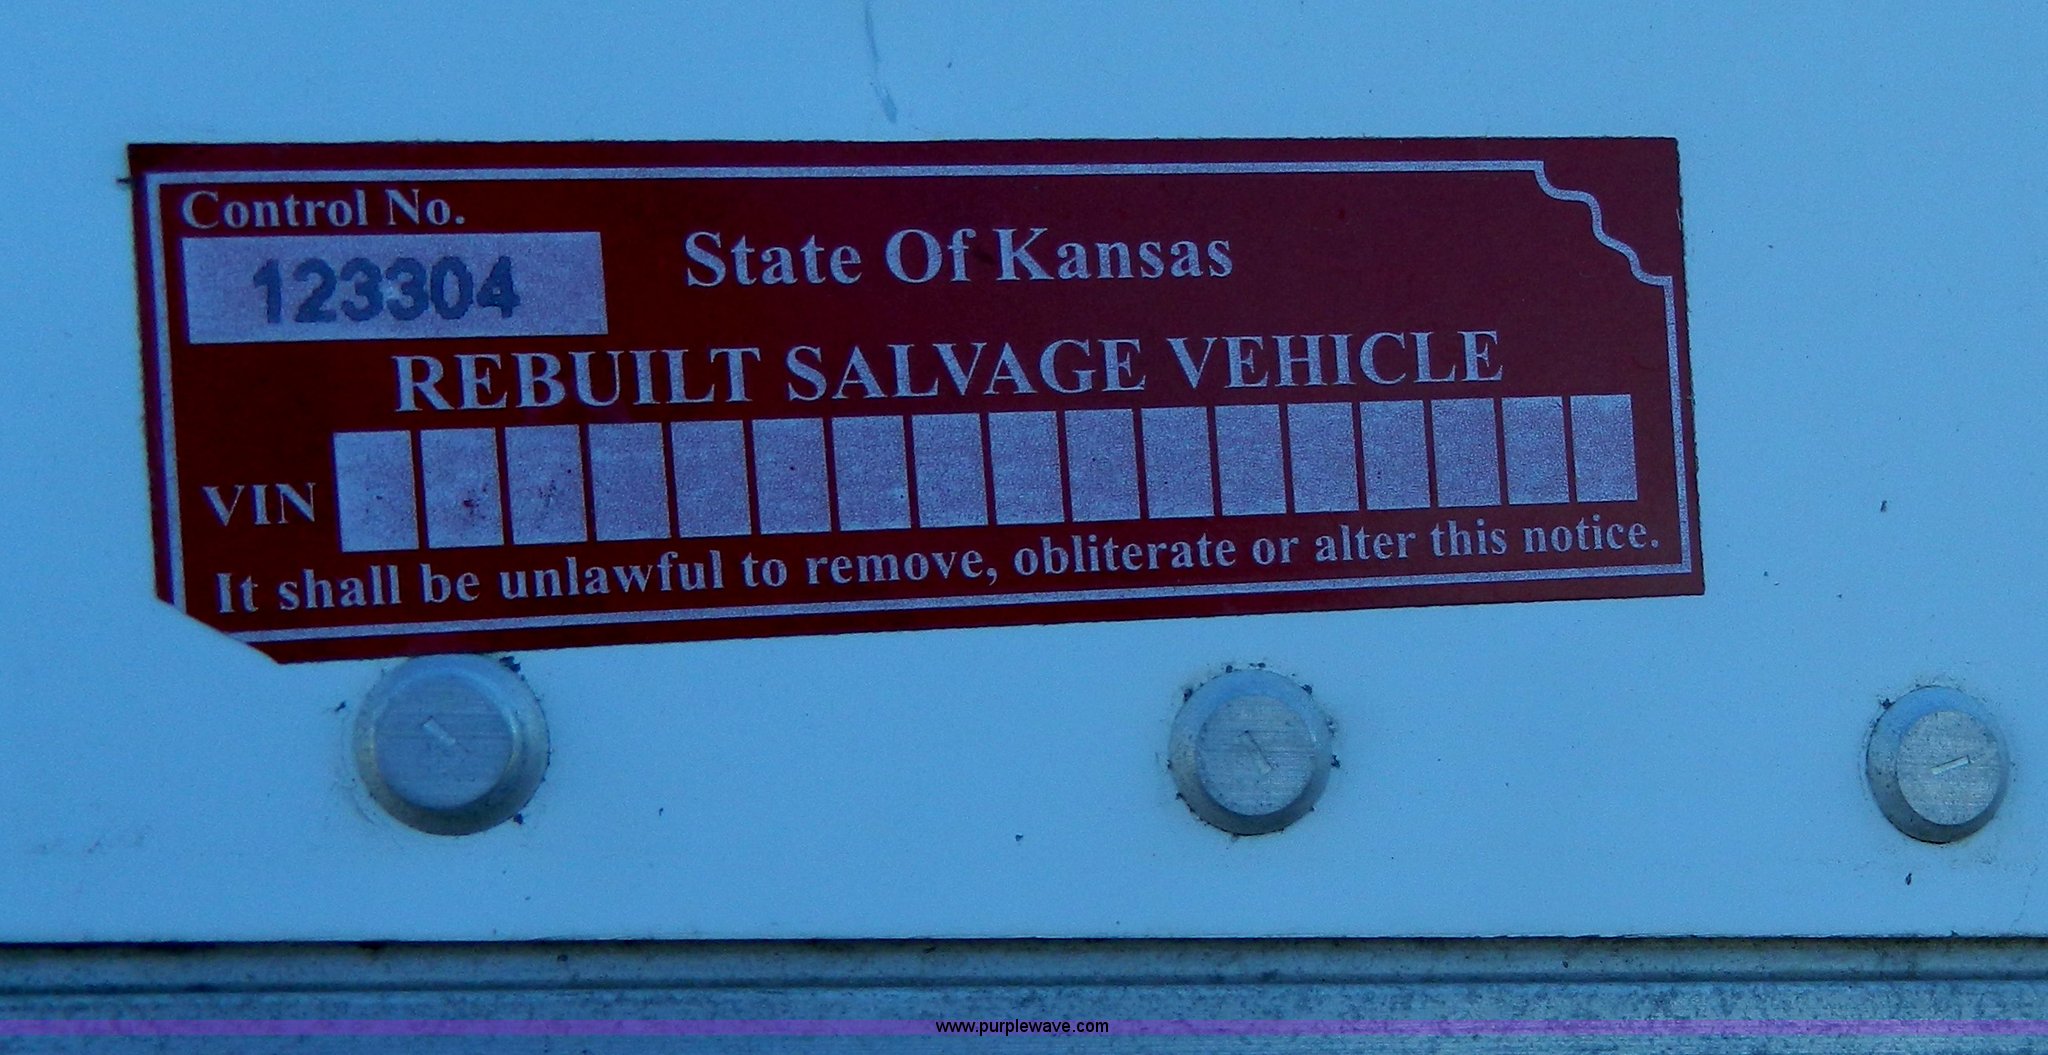 Control No.
123304
State Of Kansas
REBUILT SALVAGE VEHICLE
VIN
It shall be unlawful to remove, obliterate or alter this notice.
www.purplewave.com